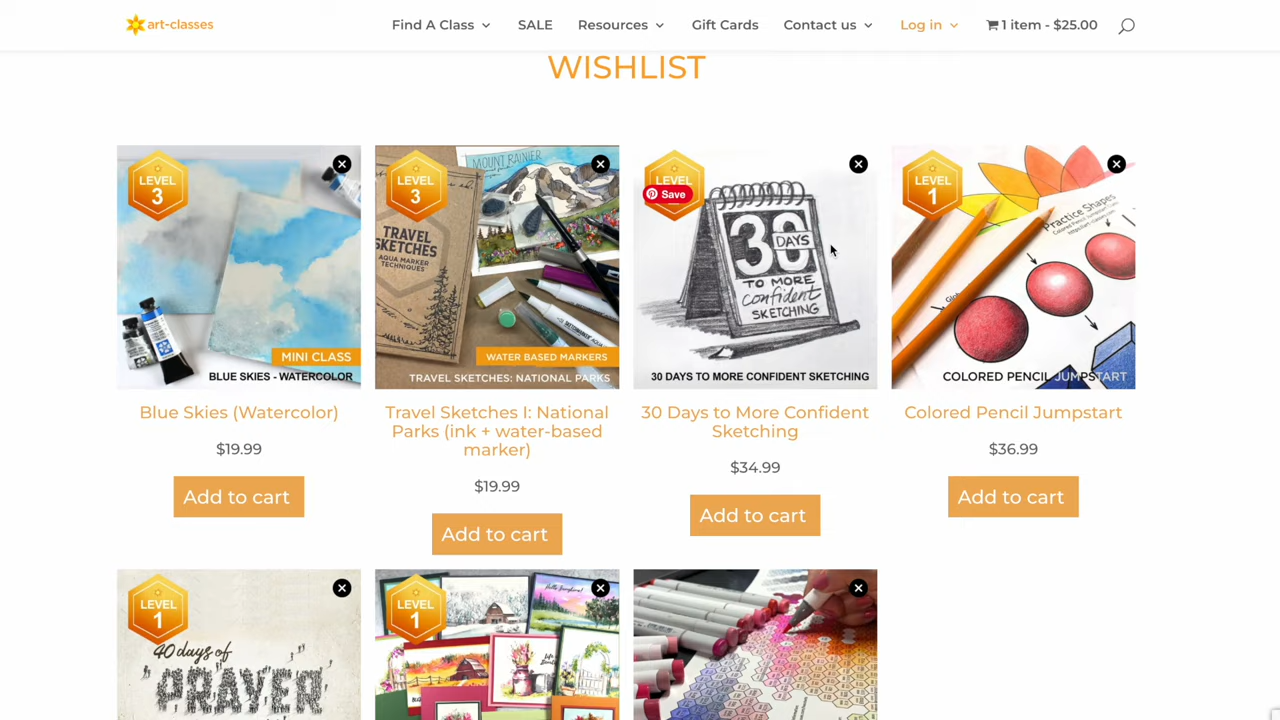 art-classes
Find A Class
SALE
Resources
Gift Cards
Contact us
Log in
1 item - $25.00
WISHLIST
LEVEL
3
MINI CLASS
BLUE SKIES - WATERCOLOR
LEVEL
3
MOUNT RAINIER
TRAVEL
SKETCHES
AQUA MARKER
TECHNIQUES
WATER BASED MARKERS
TRAVEL SKETCHES: NATIONAL PARKS
LEVEL
Save
30
DAYS
TO MORE
Confident
SKETCHING
30 DAYS TO MORE CONFIDENT SKETCHING
LEVEL
1
Practice Shapes
Colored Pencil Jumpstart
COLORED PENCIL JUMPSTART
Blue Skies (Watercolor)
$19.99
Add to cart
Travel Sketches I: National
Parks (ink + water-based
marker)
$19.99
Add to cart
30 Days to More Confident
Sketching
$34.99
Add to cart
Colored Pencil Jumpstart
$36.99
Add to cart
LEVEL
1
40 days of
PRAYER
LEVEL
1